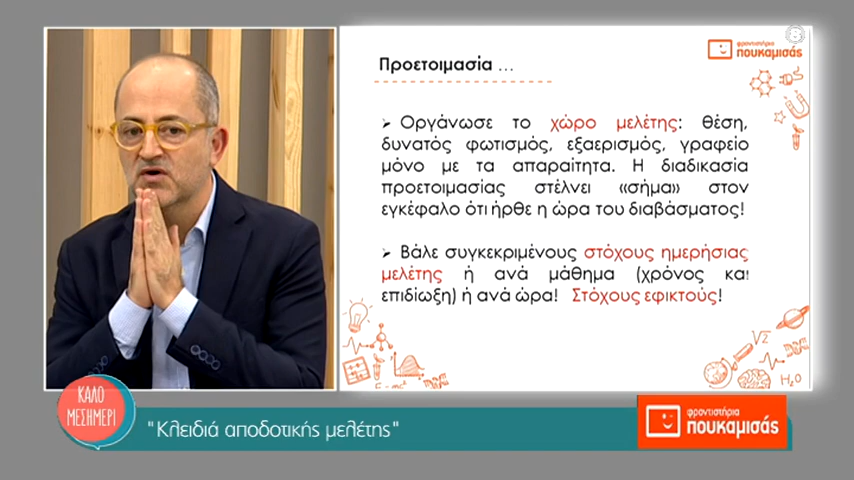 Προετοιμασία ...
φροντιστήρια
πουκαμισάς
➢ Οργάνωσε το χώρο μελέτης: θέση,
δυνατός φωτισμός, εξαερισμός, γραφείο
μόνο με τα απαραίτητα. Η διαδικασία
προετοιμασίας στέλνει «σήμα» στον
εγκέφαλο ότι ήρθε η ώρα του διαβάσματος!
➢ Βάλε συγκεκριμένους στόχους ημερήσιας
μελέτης ή ανά μάθημα (χρόνος και
επιδίωξη) ή ανά ώρα! Στόχους εφικτούς!
√2
H₂O
ΚΑΛΟ
ΜΕΣΗΜΕΡΙ
"Κλειδιά αποδοτικής μελέτης"
φροντιστήρια
πουκαμισάς